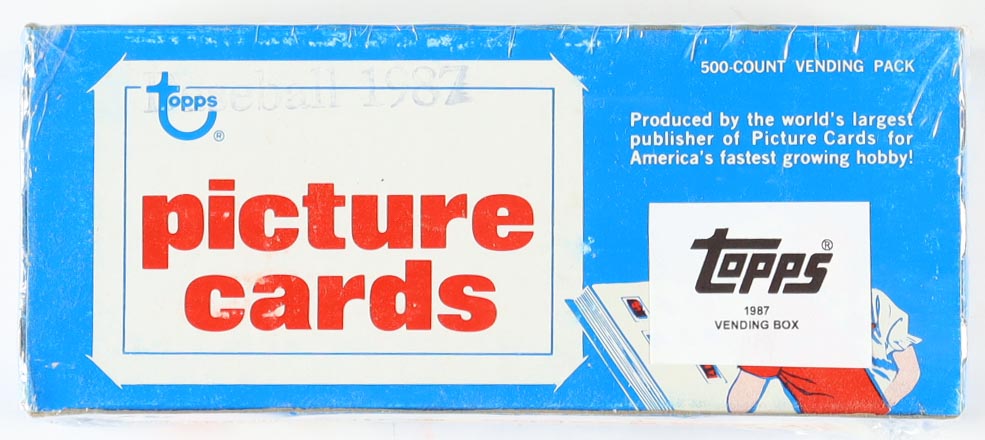 Baseball 1987
topps
®
picture
cards
500-COUNT VENDING PACK
Produced by the world's largest
publisher of Picture Cards for
America's fastest growing hobby!
topps®
1987
VENDING BOX